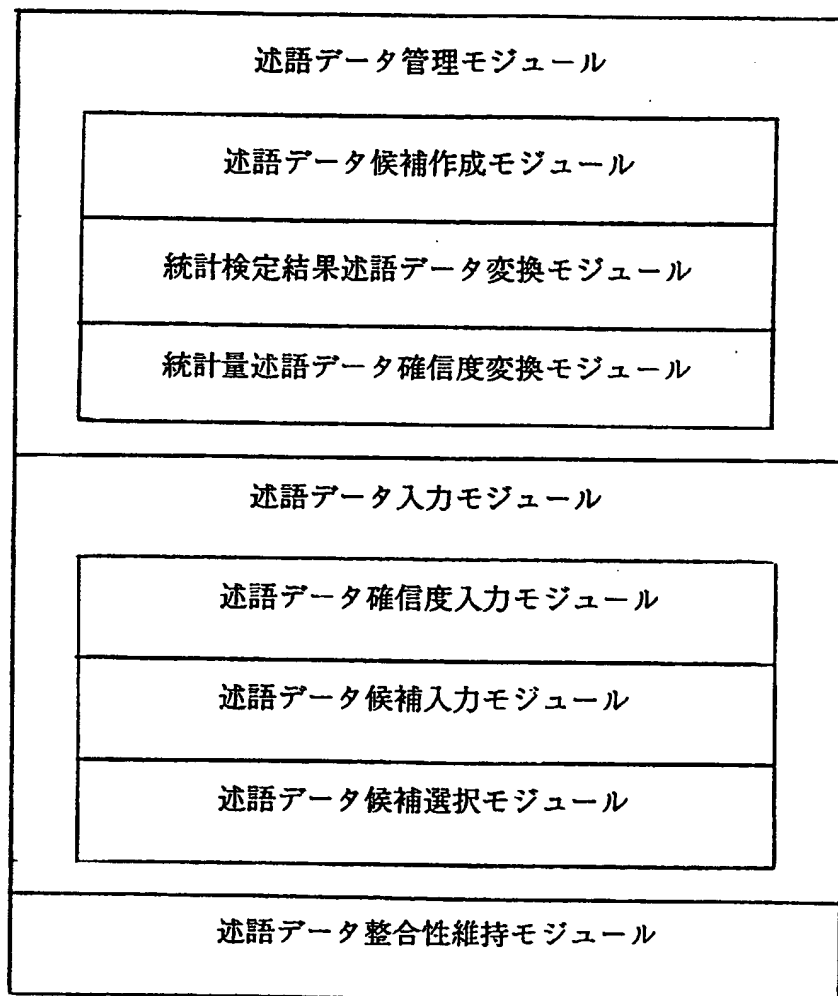 述語データ管理モジュール
述語データ候補作成モジュール
統計検定結果述語データ変換モジュール
統計量述語データ確信度変換モジュール
述語データ入力モジュール
述語データ確信度入力モジュール
述語データ候補入力モジュール
述語データ候補選択モジュール
述語データ整合性維持モジュール